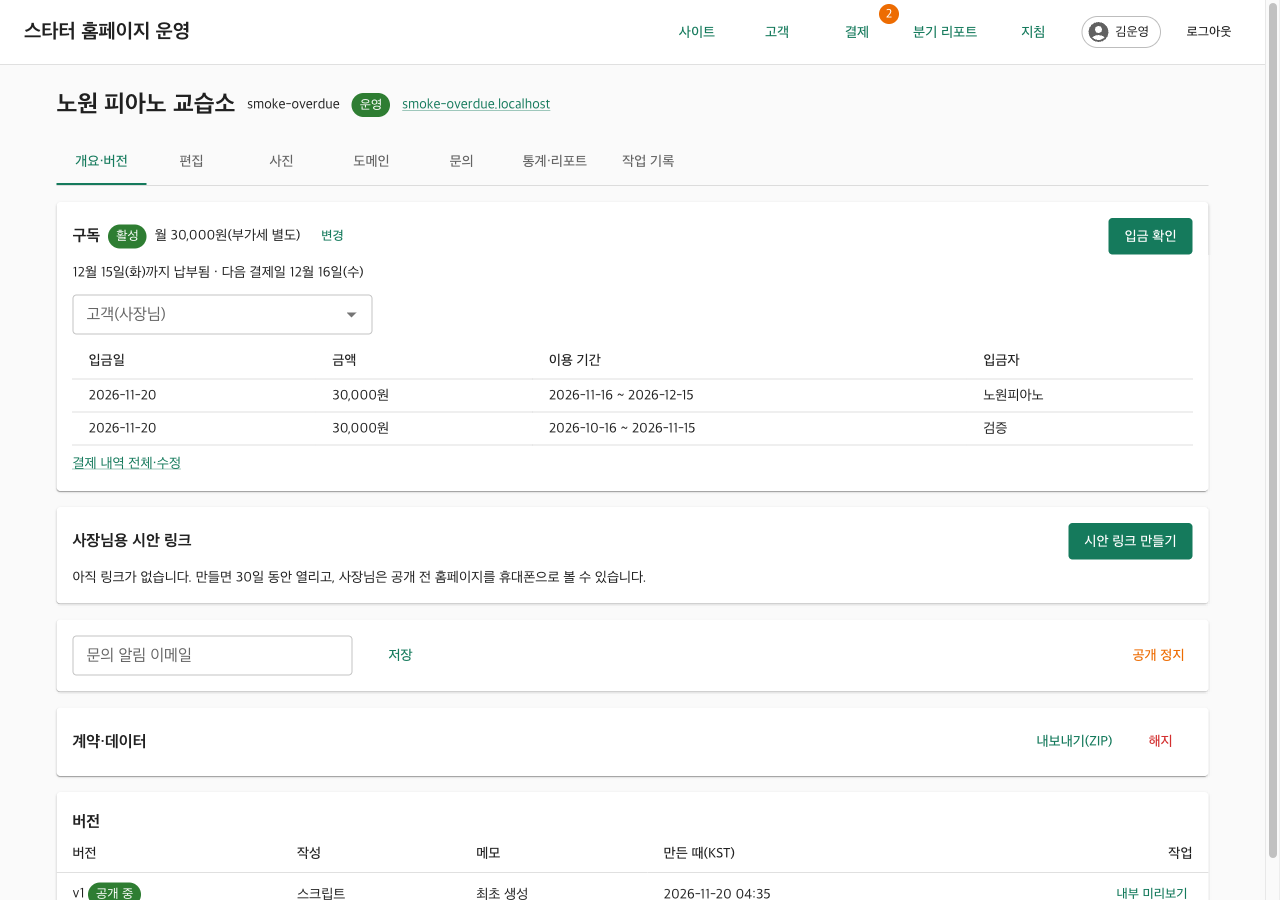 스타터 홈페이지 운영
사이트 고객 결제 2 분기 리포트 지침 김운영 로그아웃
노원 피아노 교습소 smoke-overdue 운영 smoke-overdue.localhost
개요·버전 편집 사진 도메인 문의 통계·리포트 작업 기록
구독 활성 월 30,000원(부가세 별도) 변경 입금 확인
12월 15일(화)까지 납부됨 · 다음 결제일 12월 16일(수)
고객(사장님)
입금일 금액 이용 기간 입금자
2026-11-20 30,000원 2026-11-16 ~ 2026-12-15 노원피아노
2026-11-20 30,000원 2026-10-16 ~ 2026-11-15 검증
결제 내역 전체·수정
사장님용 시안 링크 시안 링크 만들기
아직 링크가 없습니다. 만들면 30일 동안 열리고, 사장님은 공개 전 홈페이지를 휴대폰으로 볼 수 있습니다.
문의 알림 이메일 저장 공개 정지
계약·데이터 내보내기(ZIP) 해지
버전
버전 작성 메모 만든 때(KST) 작업
v1 공개 중 스크립트 최초 생성 2026-11-20 04:35 내부 미리보기